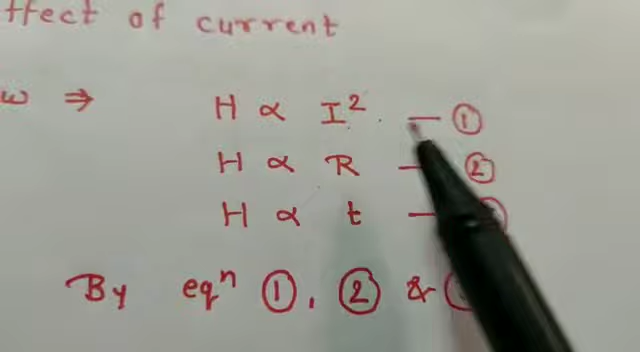 ffect of current
w ⇒ H ∝ I² — ①
H ∝ R — ②
H ∝ t —
By eqⁿ ①, ② &